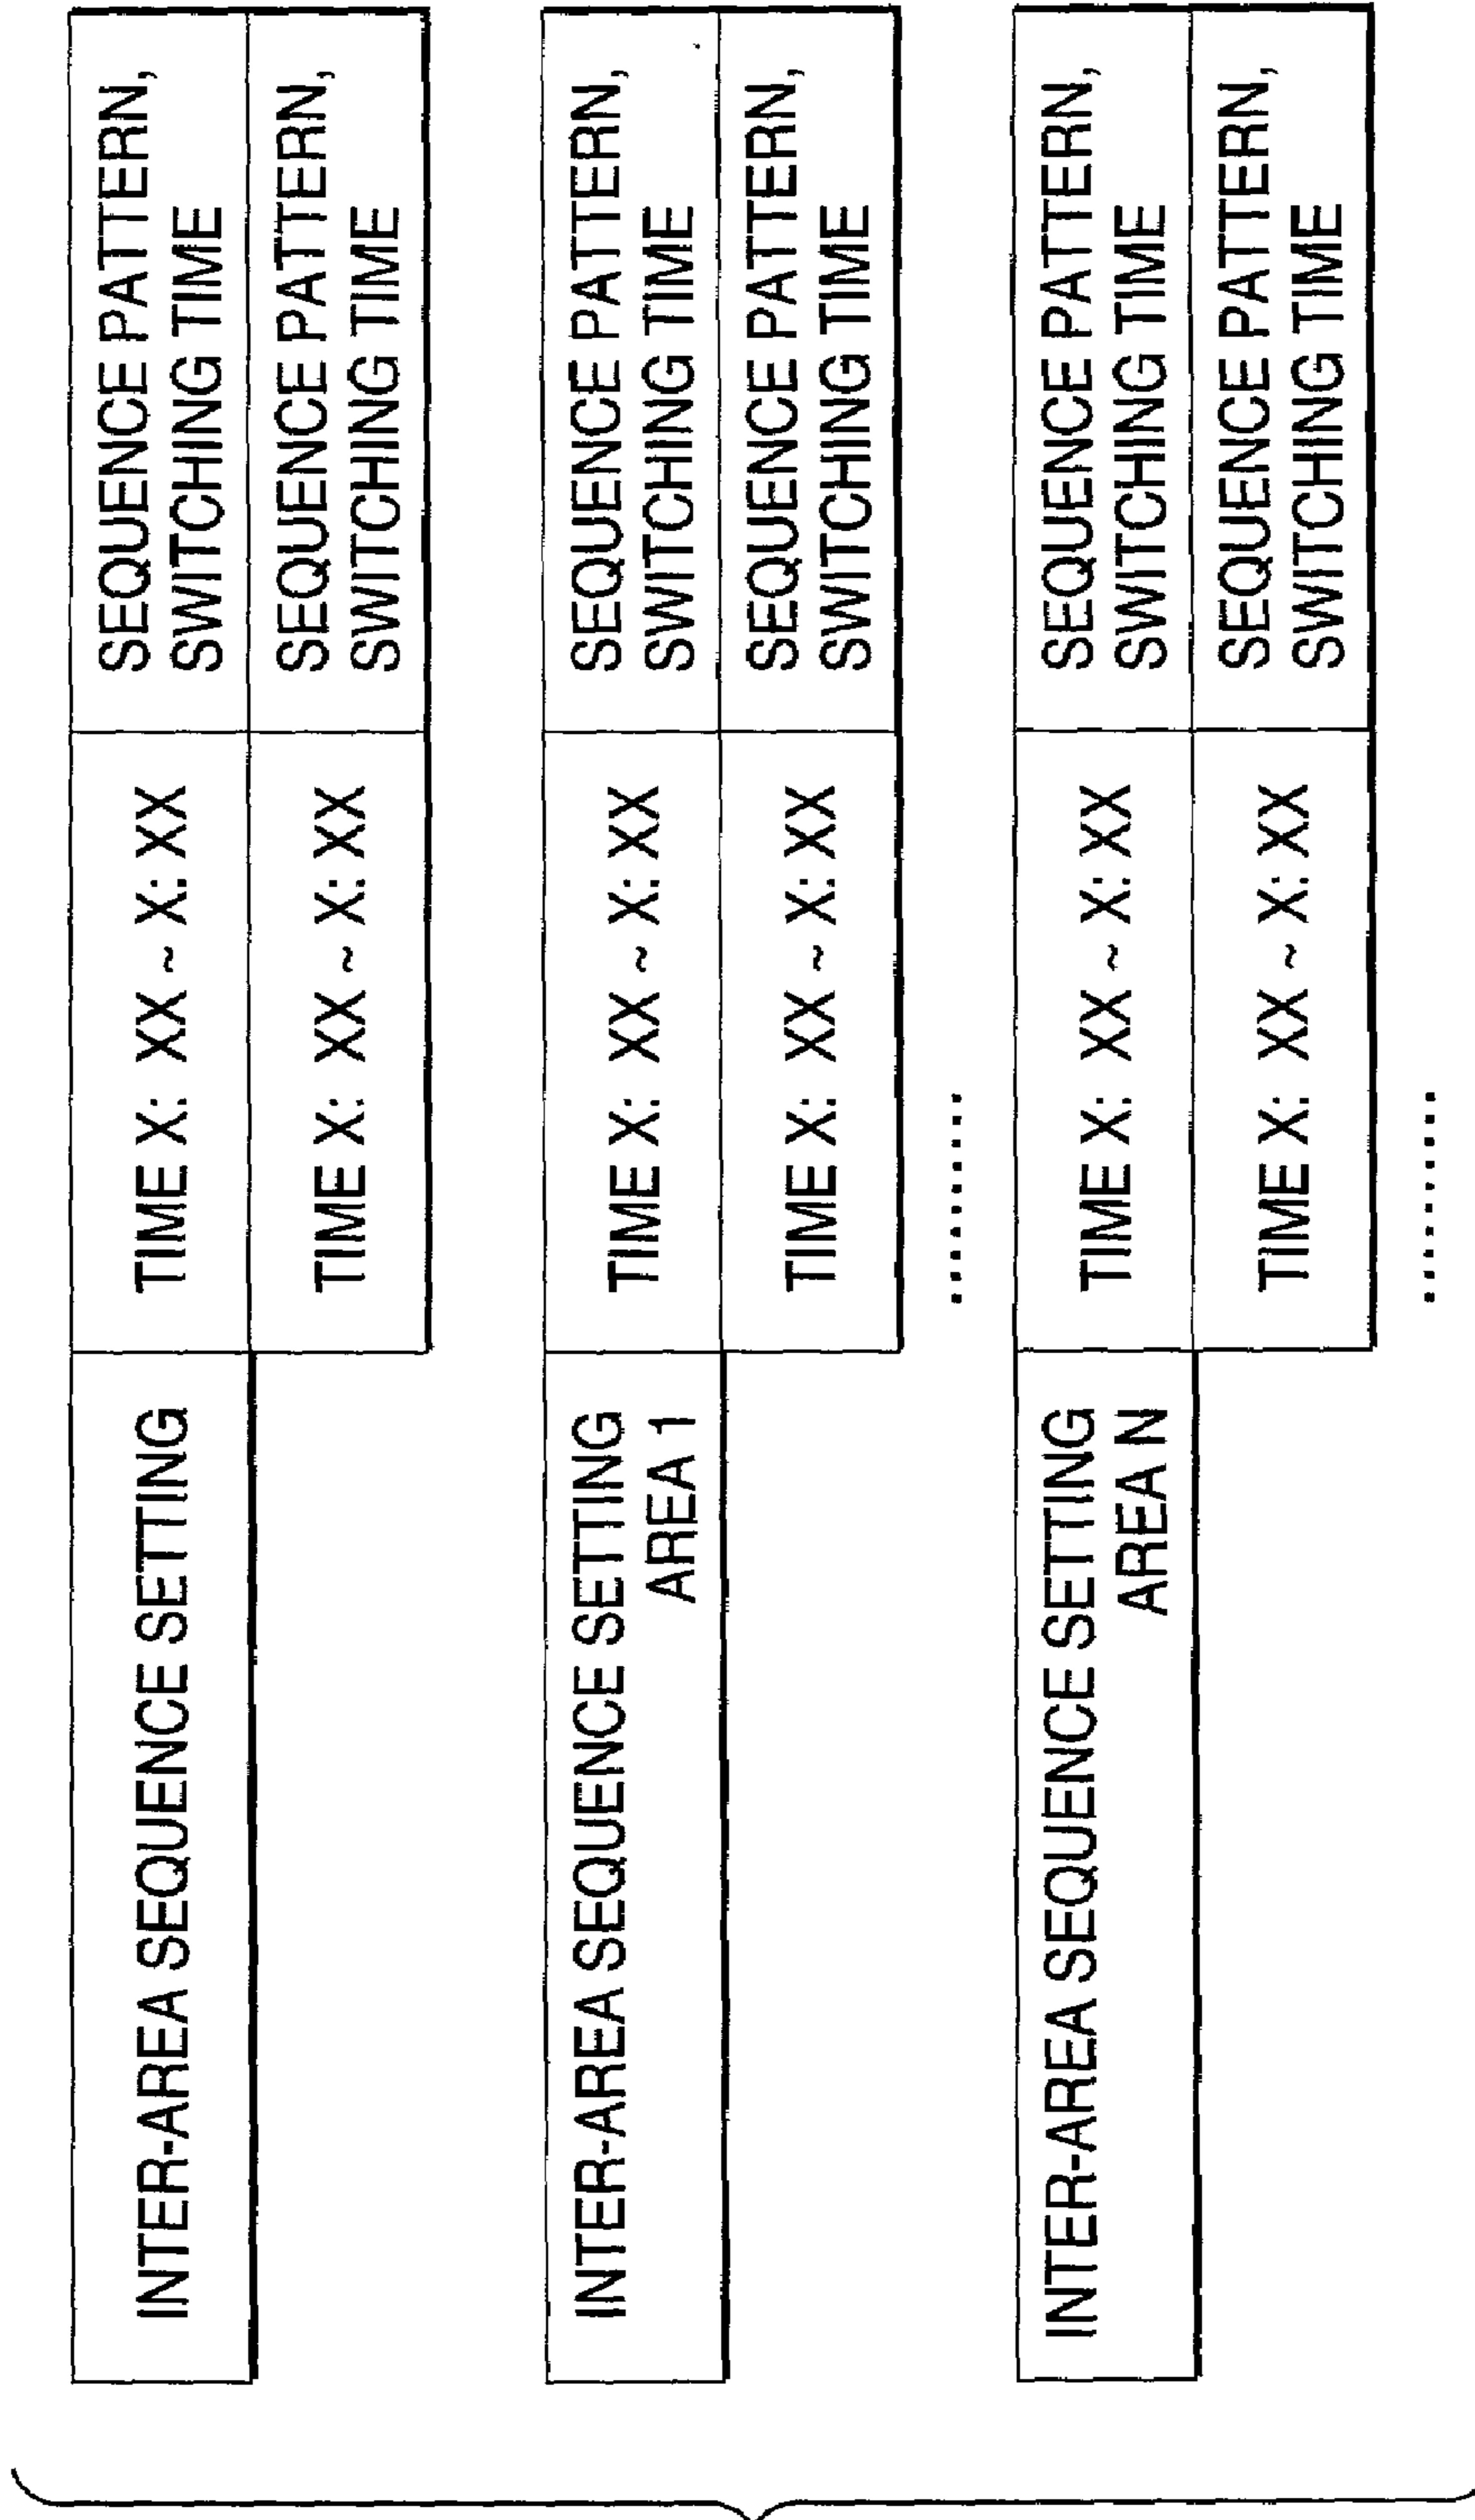 INTER-AREA SEQUENCE SETTING
TIME X: XX ~ X: XX
SEQUENCE PATTERN,
SWITCHING TIME
TIME X: XX ~ X: XX
SEQUENCE PATTERN,
SWITCHING TIME
INTER-AREA SEQUENCE SETTING
AREA 1
TIME X: XX ~ X: XX
SEQUENCE PATTERN,
SWITCHING TIME
TIME X: XX ~ X: XX
SEQUENCE PATTERN,
SWITCHING TIME
..........
INTER-AREA SEQUENCE SETTING
AREA N
TIME X: XX ~ X: XX
SEQUENCE PATTERN,
SWITCHING TIME
TIME X: XX ~ X: XX
SEQUENCE PATTERN,
SWITCHING TIME
..........